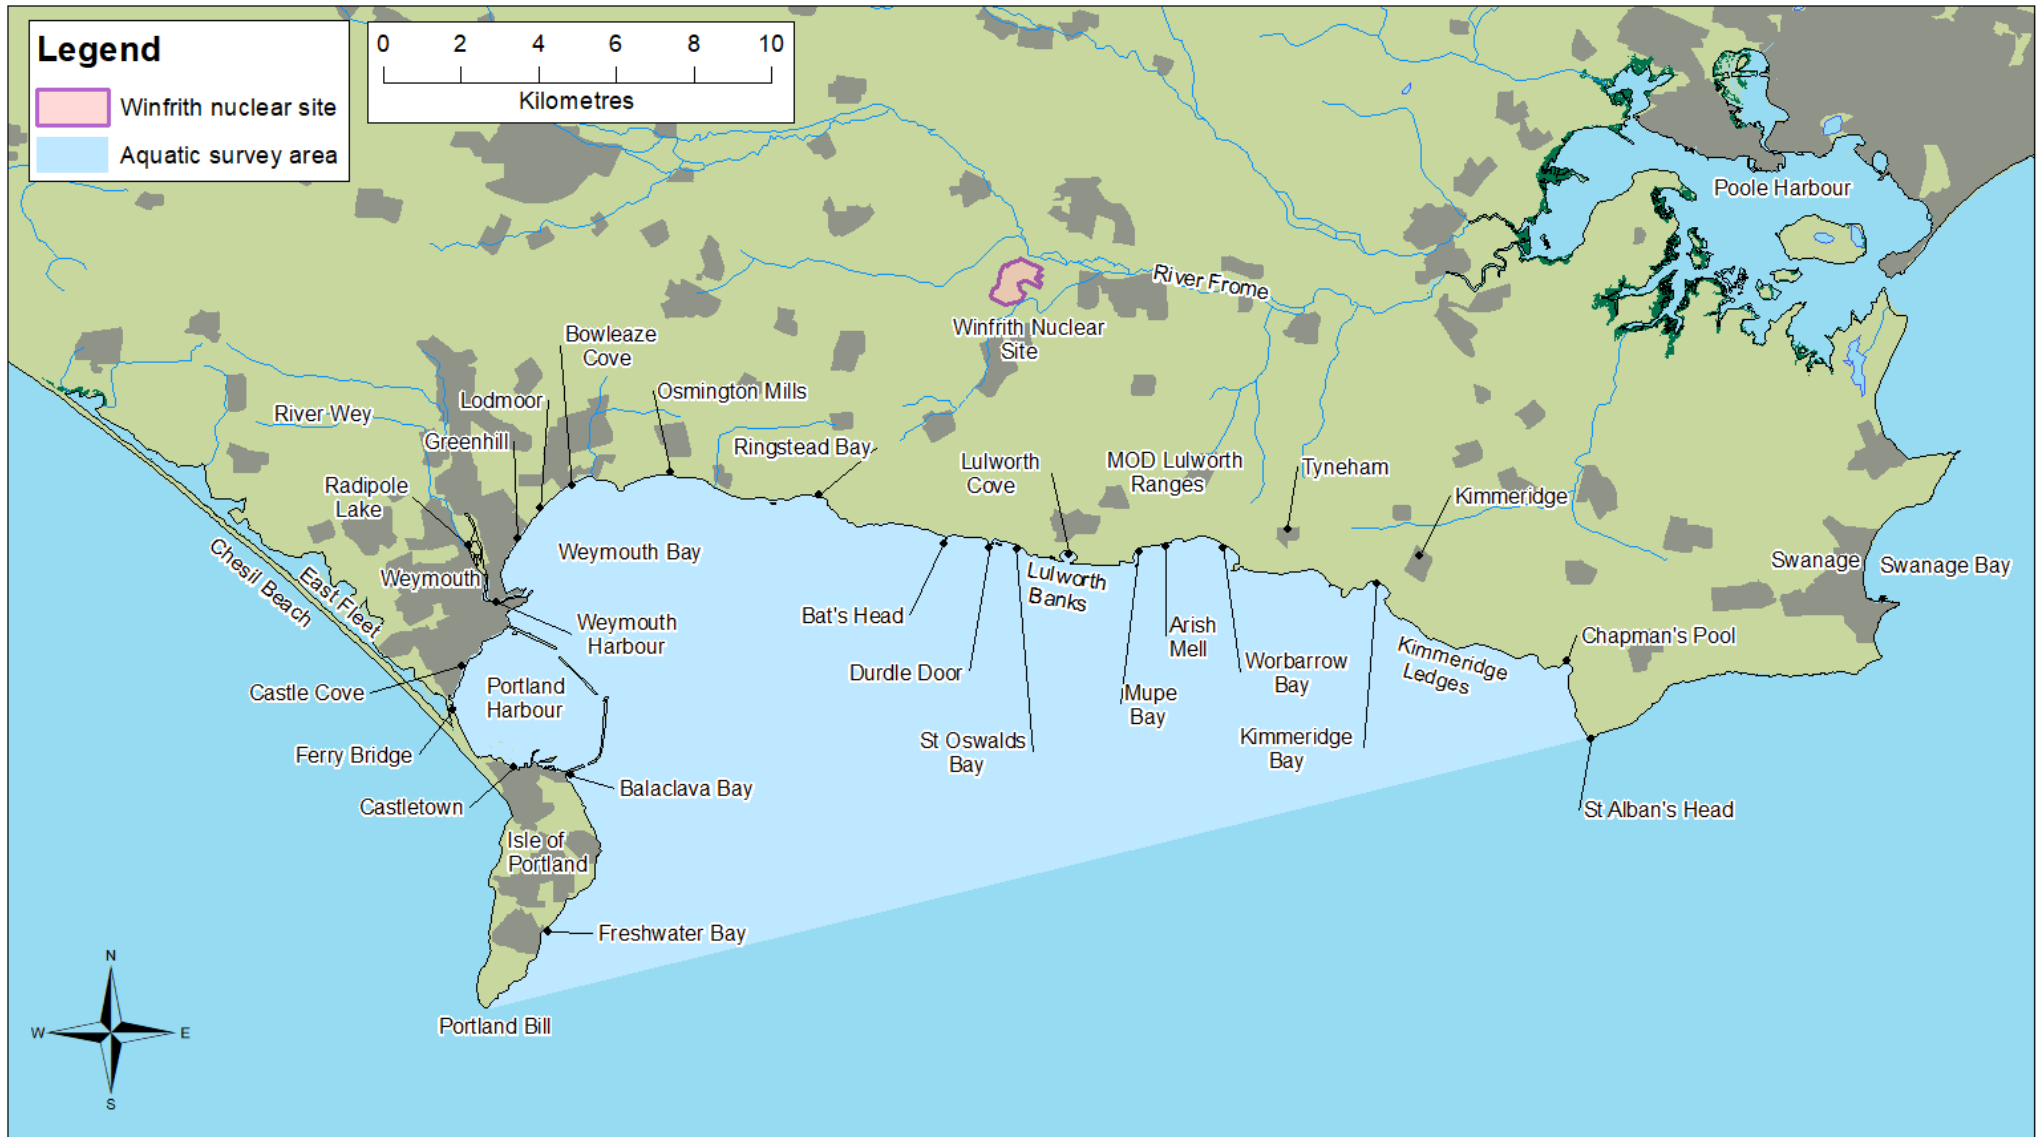 Legend
Winfrith nuclear site
Aquatic survey area
0 2 4 6 8 10
Kilometres
Poole Harbour
River Frome
Winfrith Nuclear
Site
Bowleaze
Cove
Osmington Mills
Lodmoor
River Wey
Greenhill
Ringstead Bay
Radipole
Lake
Lulworth
Cove
MOD Lulworth
Ranges
Tyneham
Kimmeridge
Weymouth Bay
Chesil Beach
East Fleet
Weymouth
Lulworth
Banks
Swanage
Swanage Bay
Bat's Head
Weymouth
Harbour
Arish
Mell
Chapman's Pool
Kimmeridge
Ledges
Worbarrow
Bay
Durdle Door
Castle Cove
Portland
Harbour
Mupe
Bay
Ferry Bridge
St Oswalds
Bay
Kimmeridge
Bay
Balaclava Bay
Castletown
St Alban's Head
Isle of
Portland
Freshwater Bay
Portland Bill
N
W
E
S